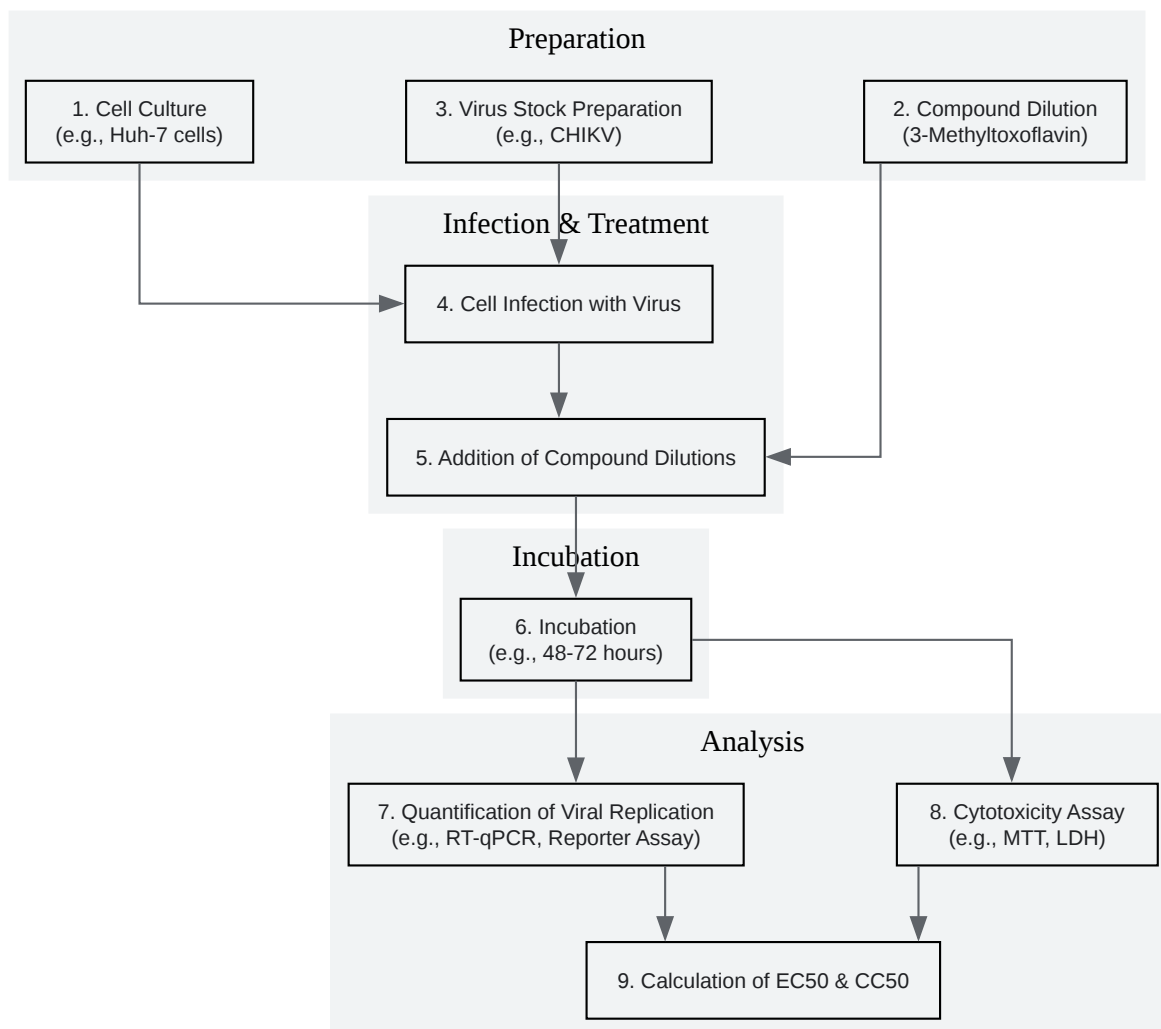 Preparation
1. Cell Culture
(e.g., Huh-7 cells)
3. Virus Stock Preparation
(e.g., CHIKV)
2. Compound Dilution
(3-Methyltoxoflavin)
Infection & Treatment
4. Cell Infection with Virus
5. Addition of Compound Dilutions
Incubation
6. Incubation
(e.g., 48-72 hours)
Analysis
7. Quantification of Viral Replication
(e.g., RT-qPCR, Reporter Assay)
8. Cytotoxicity Assay
(e.g., MTT, LDH)
9. Calculation of EC50 & CC50